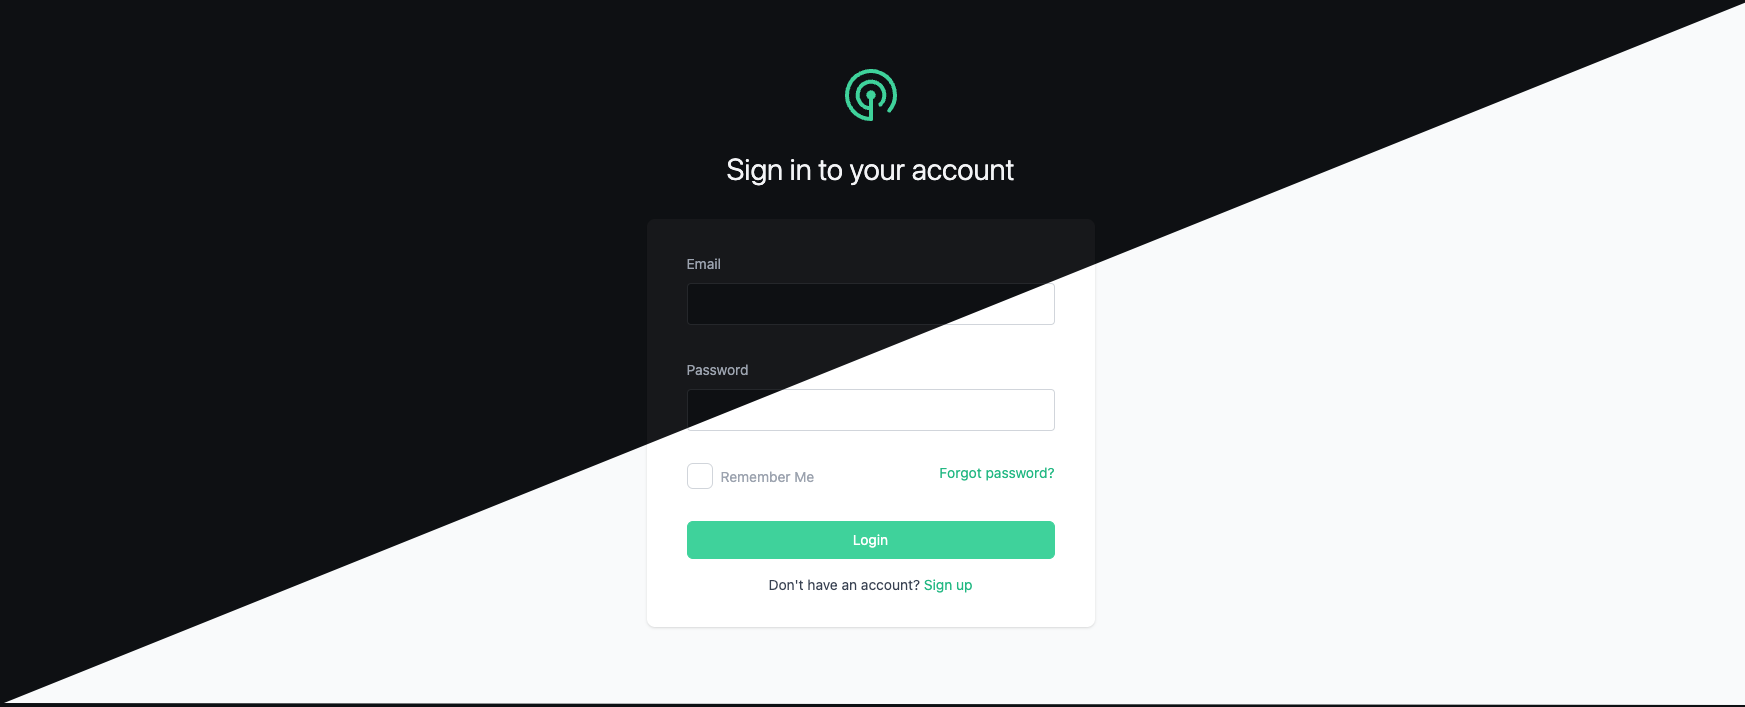 Sign in to your account
Email
Password
Remember Me
Forgot password?
Login
Don't have an account? Sign up